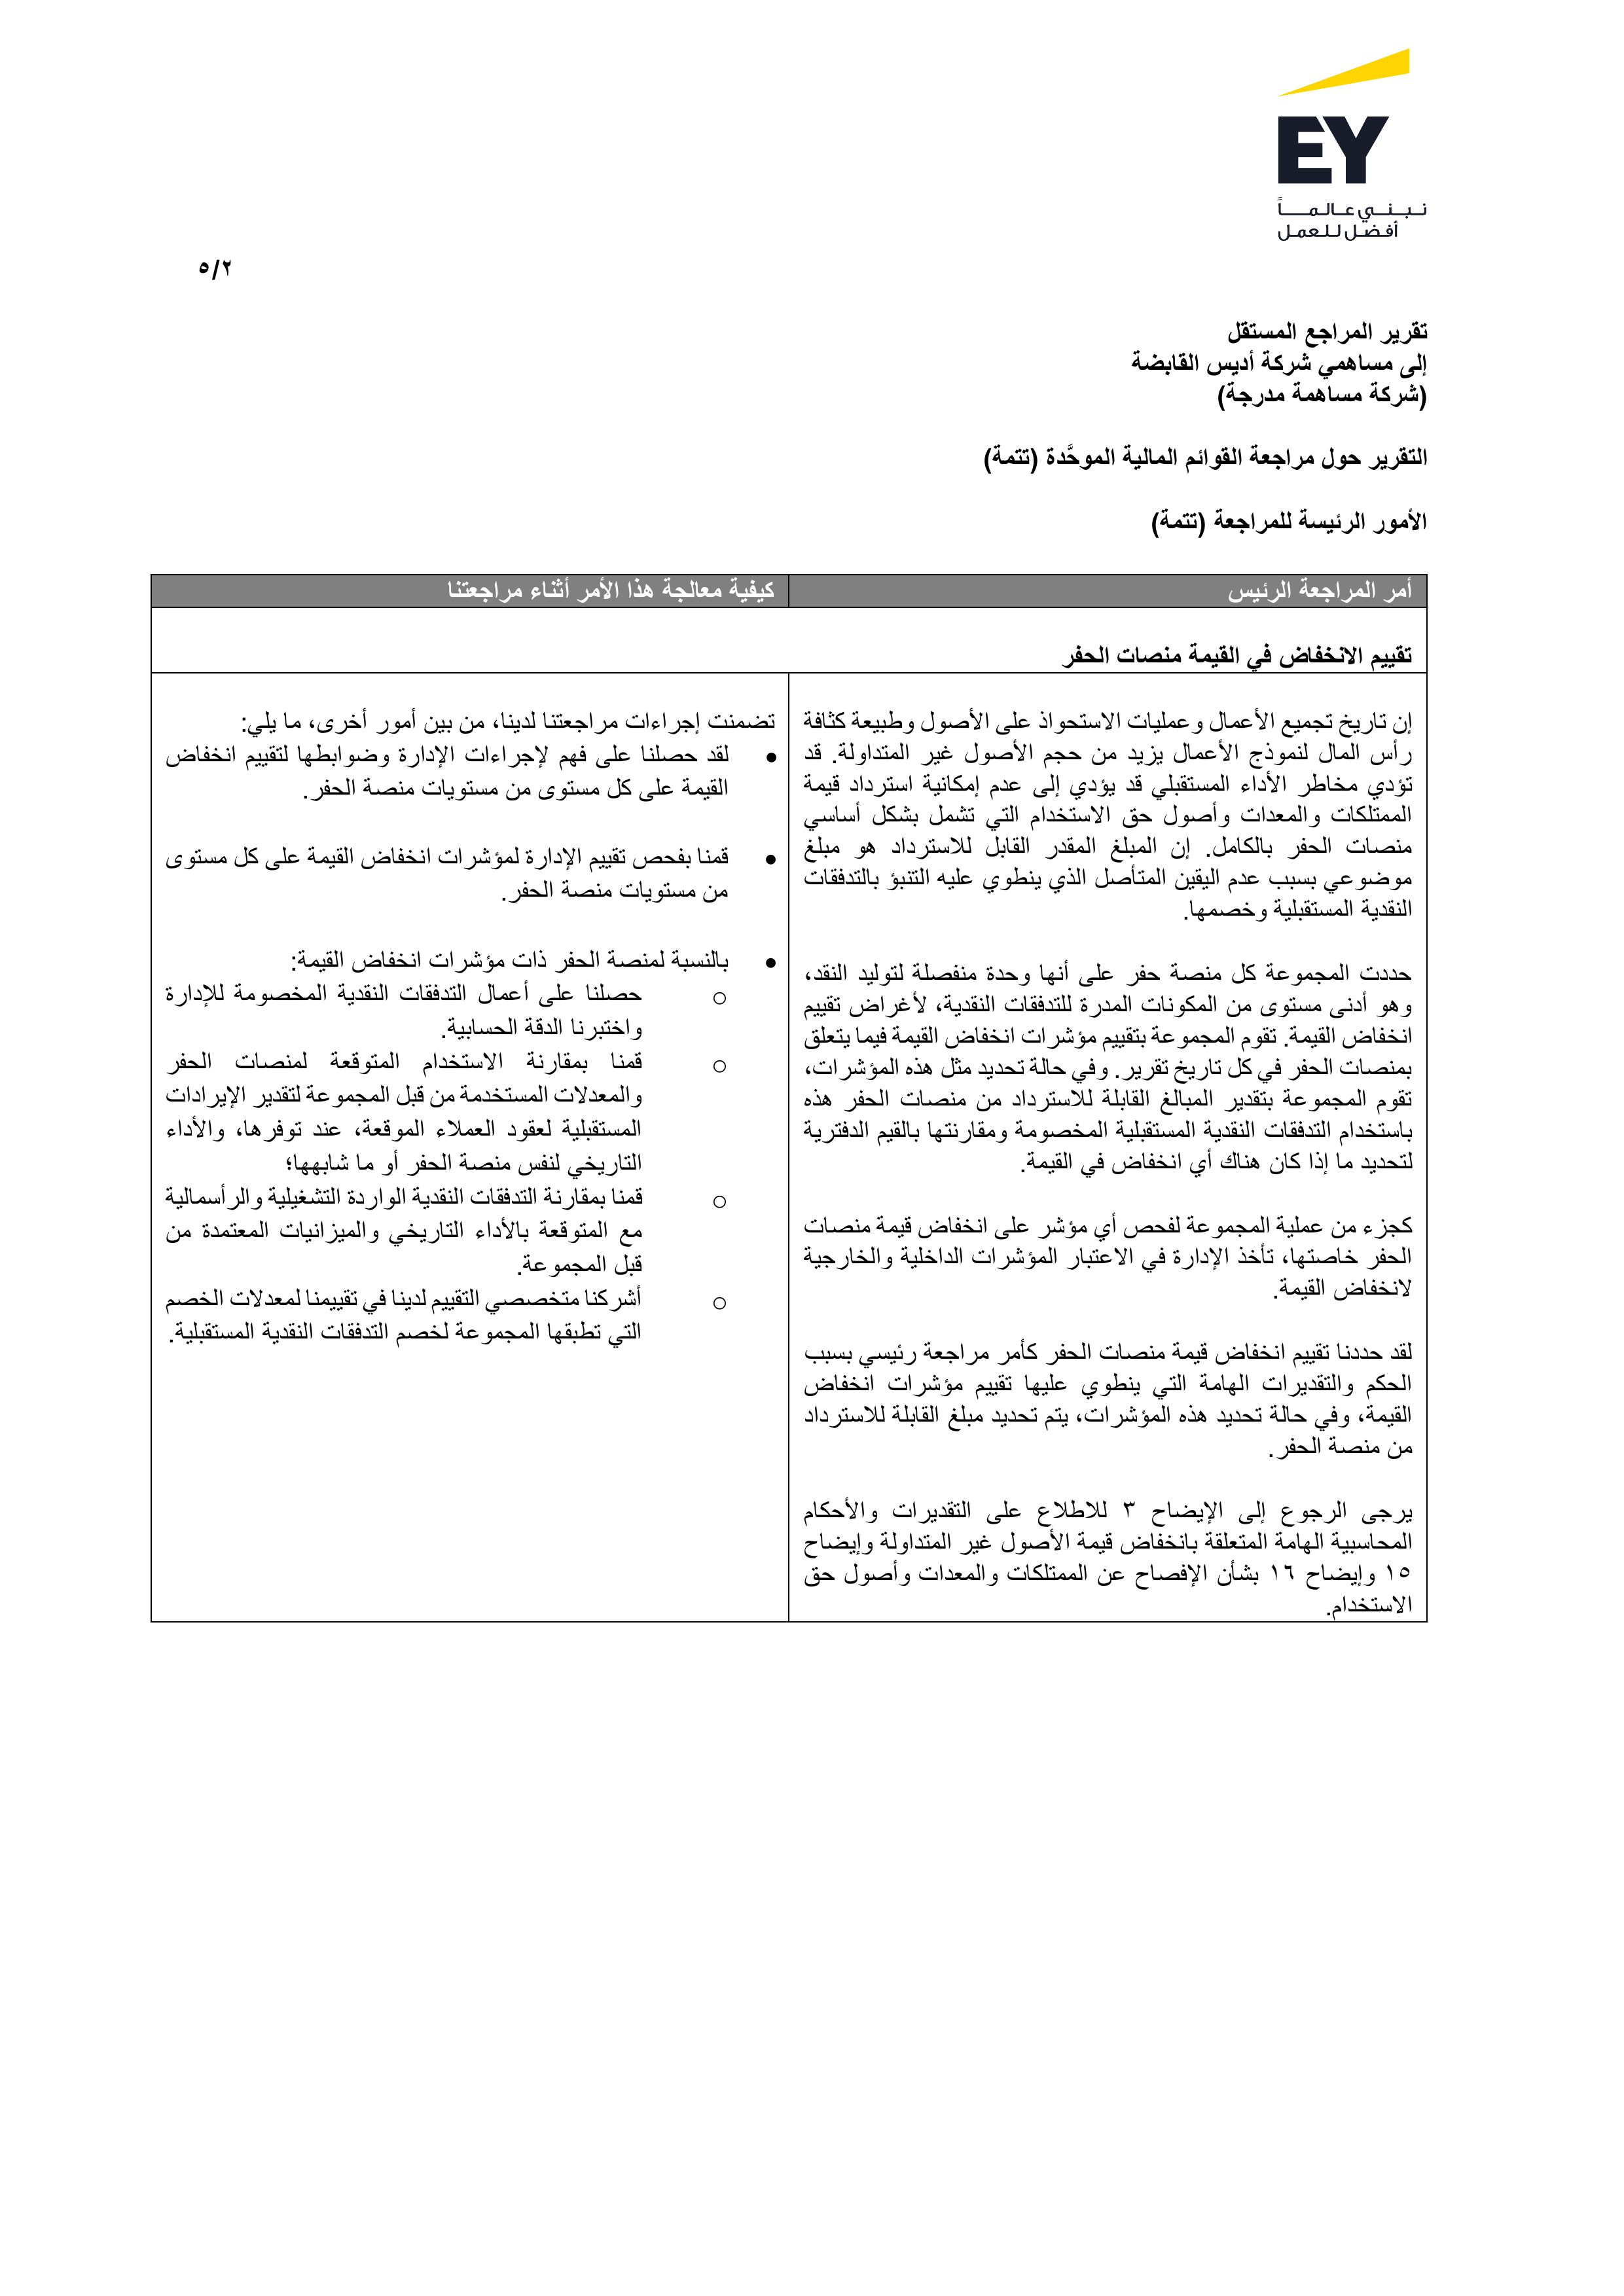 EY
نبني عالماً
أفضل للعمل
٥/٢
تقرير المراجع المستقل
إلى مساهمي شركة أديس القابضة
(شركة مساهمة مدرجة)
التقرير حول مراجعة القوائم المالية الموحَّدة (تتمة)
الأمور الرئيسة للمراجعة (تتمة)
أمر المراجعة الرئيس
كيفية معالجة هذا الأمر أثناء مراجعتنا
تقييم الانخفاض في القيمة منصات الحفر
إن تاريخ تجميع الأعمال وعمليات الاستحواذ على الأصول وطبيعة كثافة
رأس المال لنموذج الأعمال يزيد من حجم الأصول غير المتداولة. قد
تؤدي مخاطر الأداء المستقبلي قد يؤدي إلى عدم إمكانية استرداد قيمة
الممتلكات والمعدات وأصول حق الاستخدام التي تشمل بشكل أساسي
منصات الحفر بالكامل. إن المبلغ المقدر القابل للاسترداد هو مبلغ
موضوعي بسبب عدم اليقين المتأصل الذي ينطوي عليه التنبؤ بالتدفقات
النقدية المستقبلية وخصمها.
حددت المجموعة كل منصة حفر على أنها وحدة منفصلة لتوليد النقد،
وهو أدنى مستوى من المكونات المدرة للتدفقات النقدية، لأغراض تقييم
انخفاض القيمة. تقوم المجموعة بتقييم مؤشرات انخفاض القيمة فيما يتعلق
بمنصات الحفر في كل تاريخ تقرير. وفي حالة تحديد مثل هذه المؤشرات،
تقوم المجموعة بتقدير المبالغ القابلة للاسترداد من منصات الحفر هذه
باستخدام التدفقات النقدية المستقبلية المخصومة ومقارنتها بالقيم الدفترية
لتحديد ما إذا كان هناك أي انخفاض في القيمة.
كجزء من عملية المجموعة لفحص أي مؤشر على انخفاض قيمة منصات
الحفر خاصتها، تأخذ الإدارة في الاعتبار المؤشرات الداخلية والخارجية
لانخفاض القيمة.
لقد حددنا تقييم انخفاض قيمة منصات الحفر كأمر مراجعة رئيسي بسبب
الحكم والتقديرات الهامة التي ينطوي عليها تقييم مؤشرات انخفاض
القيمة، وفي حالة تحديد هذه المؤشرات، يتم تحديد مبلغ القابلة للاسترداد
من منصة الحفر.
يرجى الرجوع إلى الإيضاح ٣ للاطلاع على التقديرات والأحكام
المحاسبية الهامة المتعلقة بانخفاض قيمة الأصول غير المتداولة وإيضاح
١٥ وإيضاح ١٦ بشأن الإفصاح عن الممتلكات والمعدات وأصول حق
الاستخدام.
تضمنت إجراءات مراجعتنا لدينا، من بين أمور أخرى، ما يلي:
• لقد حصلنا على فهم لإجراءات الإدارة وضوابطها لتقييم انخفاض
القيمة على كل مستوى من مستويات منصة الحفر.
• قمنا بفحص تقييم الإدارة لمؤشرات انخفاض القيمة على كل مستوى
من مستويات منصة الحفر.
• بالنسبة لمنصة الحفر ذات مؤشرات انخفاض القيمة:
○ حصلنا على أعمال التدفقات النقدية المخصومة للإدارة
واختبرنا الدقة الحسابية.
○ قمنا بمقارنة الاستخدام المتوقعة لمنصات الحفر
والمعدلات المستخدمة من قبل المجموعة لتقدير الإيرادات
المستقبلية لعقود العملاء الموقعة، عند توفرها، والأداء
التاريخي لنفس منصة الحفر أو ما شابهها؛
○ قمنا بمقارنة التدفقات النقدية الواردة التشغيلية والرأسمالية
مع المتوقعة بالأداء التاريخي والميزانيات المعتمدة من
قبل المجموعة.
○ أشركنا متخصصي التقييم لدينا في تقييمنا لمعدلات الخصم
التي تطبقها المجموعة لخصم التدفقات النقدية المستقبلية.